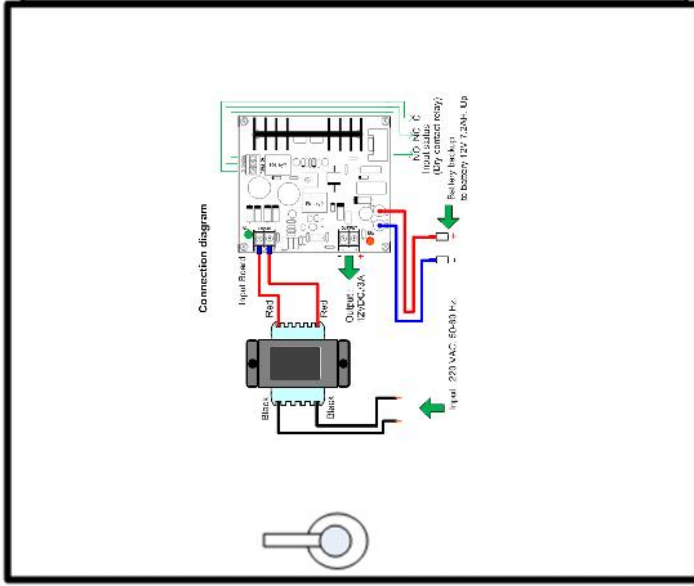 Connection diagram
Input Board
Red
Red
Black
Black
Output :
12VDC./3A
OUTPUT
NO NC C
Input status
(Dry contact relay)
Battery backup
to battery 12V 7.2AH. Up
+
-
-
+
Input : 220 VAC. 50-60 Hz.